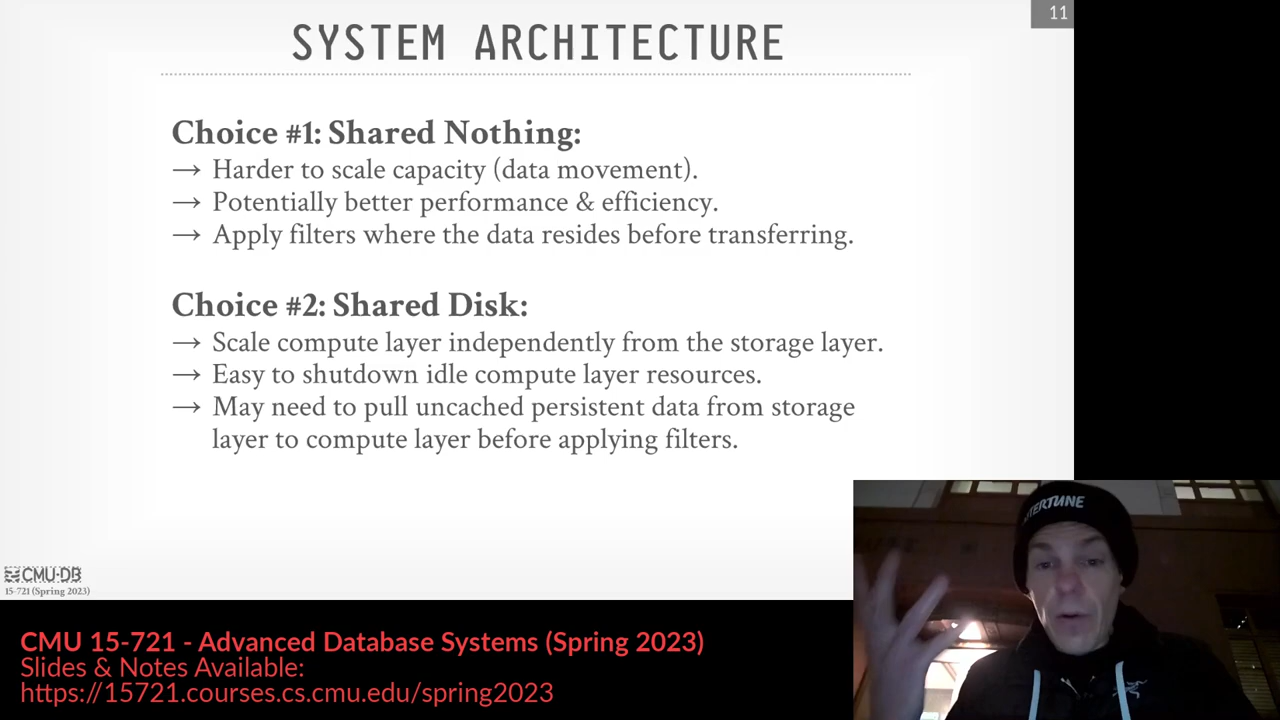 11
SYSTEM ARCHITECTURE
Choice #1: Shared Nothing:
→ Harder to scale capacity (data movement).
→ Potentially better performance & efficiency.
→ Apply filters where the data resides before transferring.
Choice #2: Shared Disk:
→ Scale compute layer independently from the storage layer.
→ Easy to shutdown idle compute layer resources.
→ May need to pull uncached persistent data from storage
layer to compute layer before applying filters.
CMU·DB
15-721 (Spring 2023)
CMU 15-721 - Advanced Database Systems (Spring 2023)
Slides & Notes Available:
https://15721.courses.cs.cmu.edu/spring2023